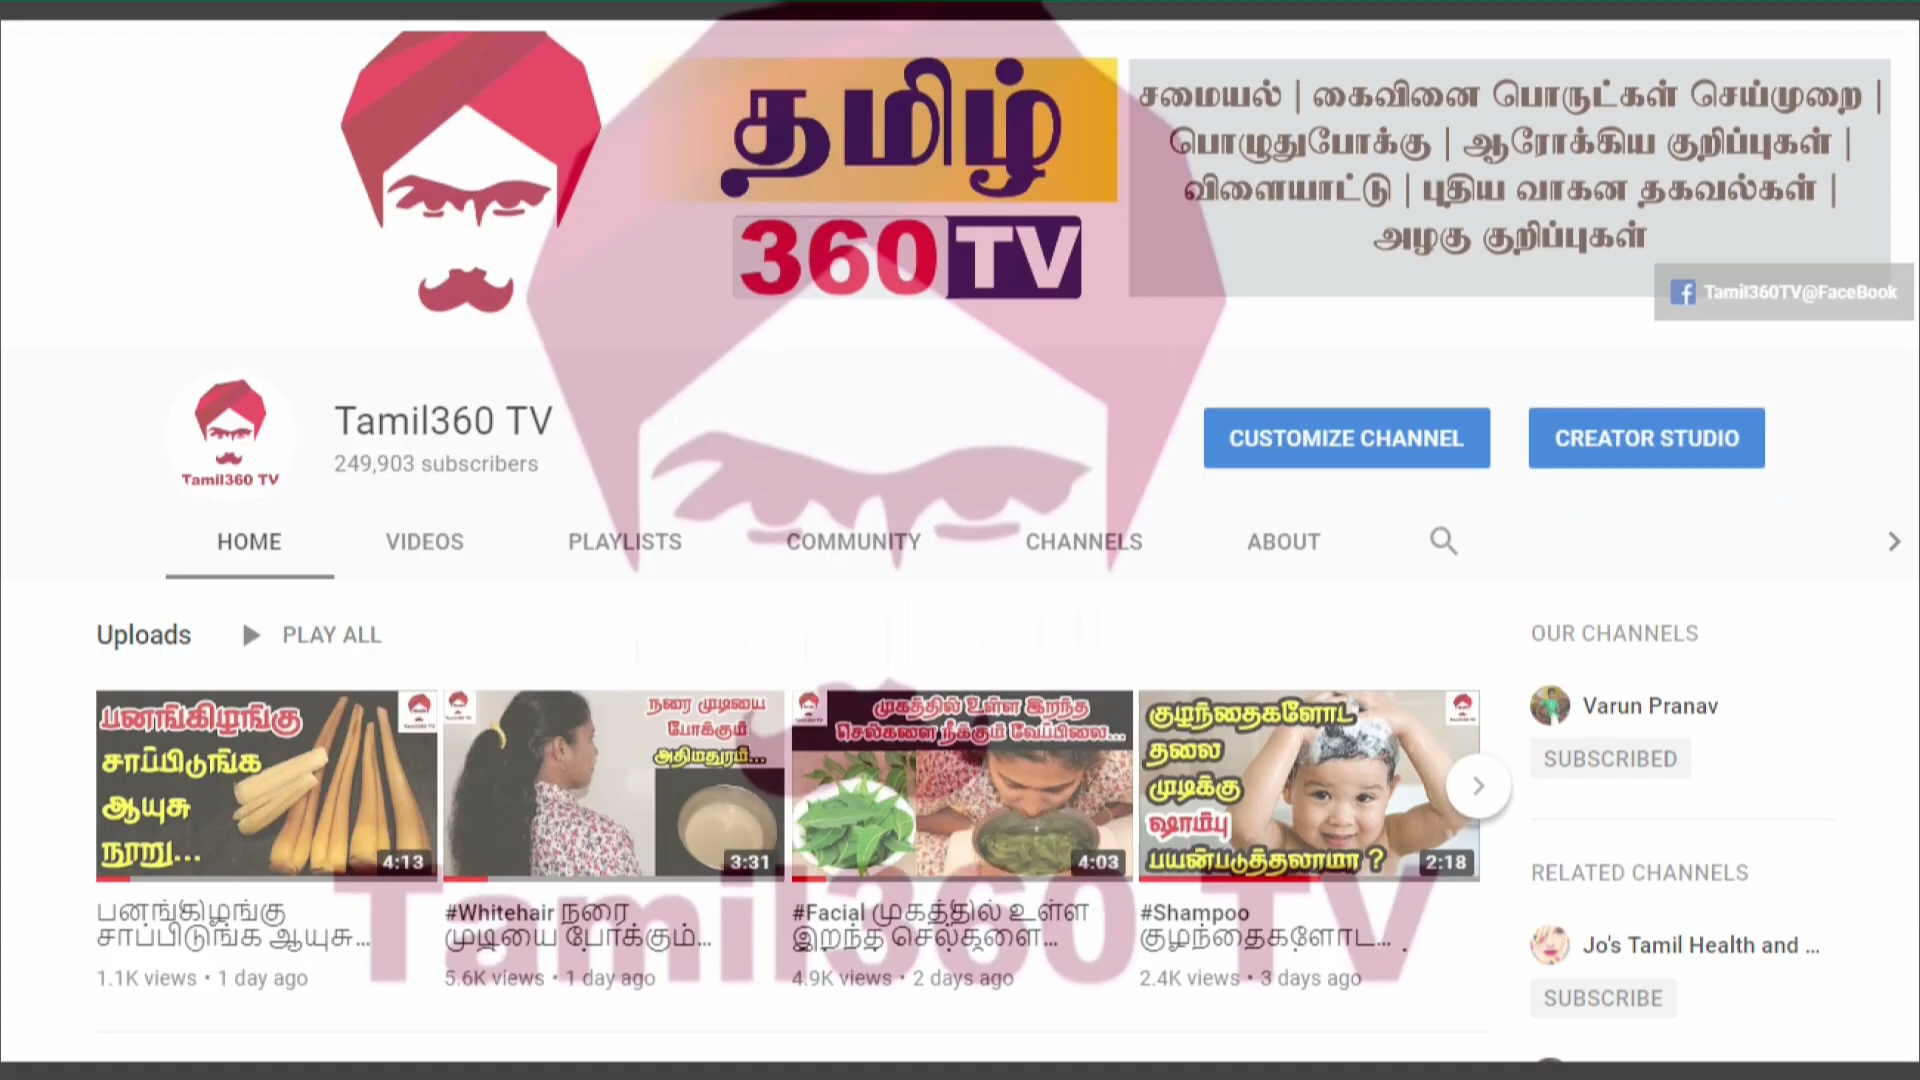 தமிழ்
360 TV
சமையல் | கைவினை பொருட்கள் செய்முறை |
பொழுதுபோக்கு | ஆரோக்கிய குறிப்புகள் |
விளையாட்டு | புதிய வாகன தகவல்கள் |
அழகு குறிப்புகள்
Tamil360TV@FaceBook
Tamil360 TV
Tamil360 TV
249,903 subscribers
CUSTOMIZE CHANNEL
CREATOR STUDIO
HOME VIDEOS PLAYLISTS COMMUNITY CHANNELS ABOUT
Uploads PLAY ALL
பனங்கிழங்கு
சாப்பிடுங்க
ஆயுசு
நூறு...
4:13
நரை முடியை
போக்கும்
அதிமதுரம்...
3:31
முகத்தில் உள்ள இறந்த
செல்களை நீக்கும் வேப்பிலை...
4:03
குழந்தைகளோட
தலை
முடிக்கு
ஷாம்பு
பயன்படுத்தலாமா ?
2:18
பனங்கிழங்கு
சாப்பிடுங்க ஆயுசு...
1.1K views • 1 day ago
#Whitehair நரை
முடியை போக்கும்...
5.6K views • 1 day ago
#Facial முகத்தில் உள்ள
இறந்த செல்களை...
4.9K views • 2 days ago
#Shampoo
குழந்தைகளோட...
2.4K views • 3 days ago
Tamil360 TV
OUR CHANNELS
Varun Pranav
SUBSCRIBED
RELATED CHANNELS
Jo's Tamil Health and ...
SUBSCRIBE